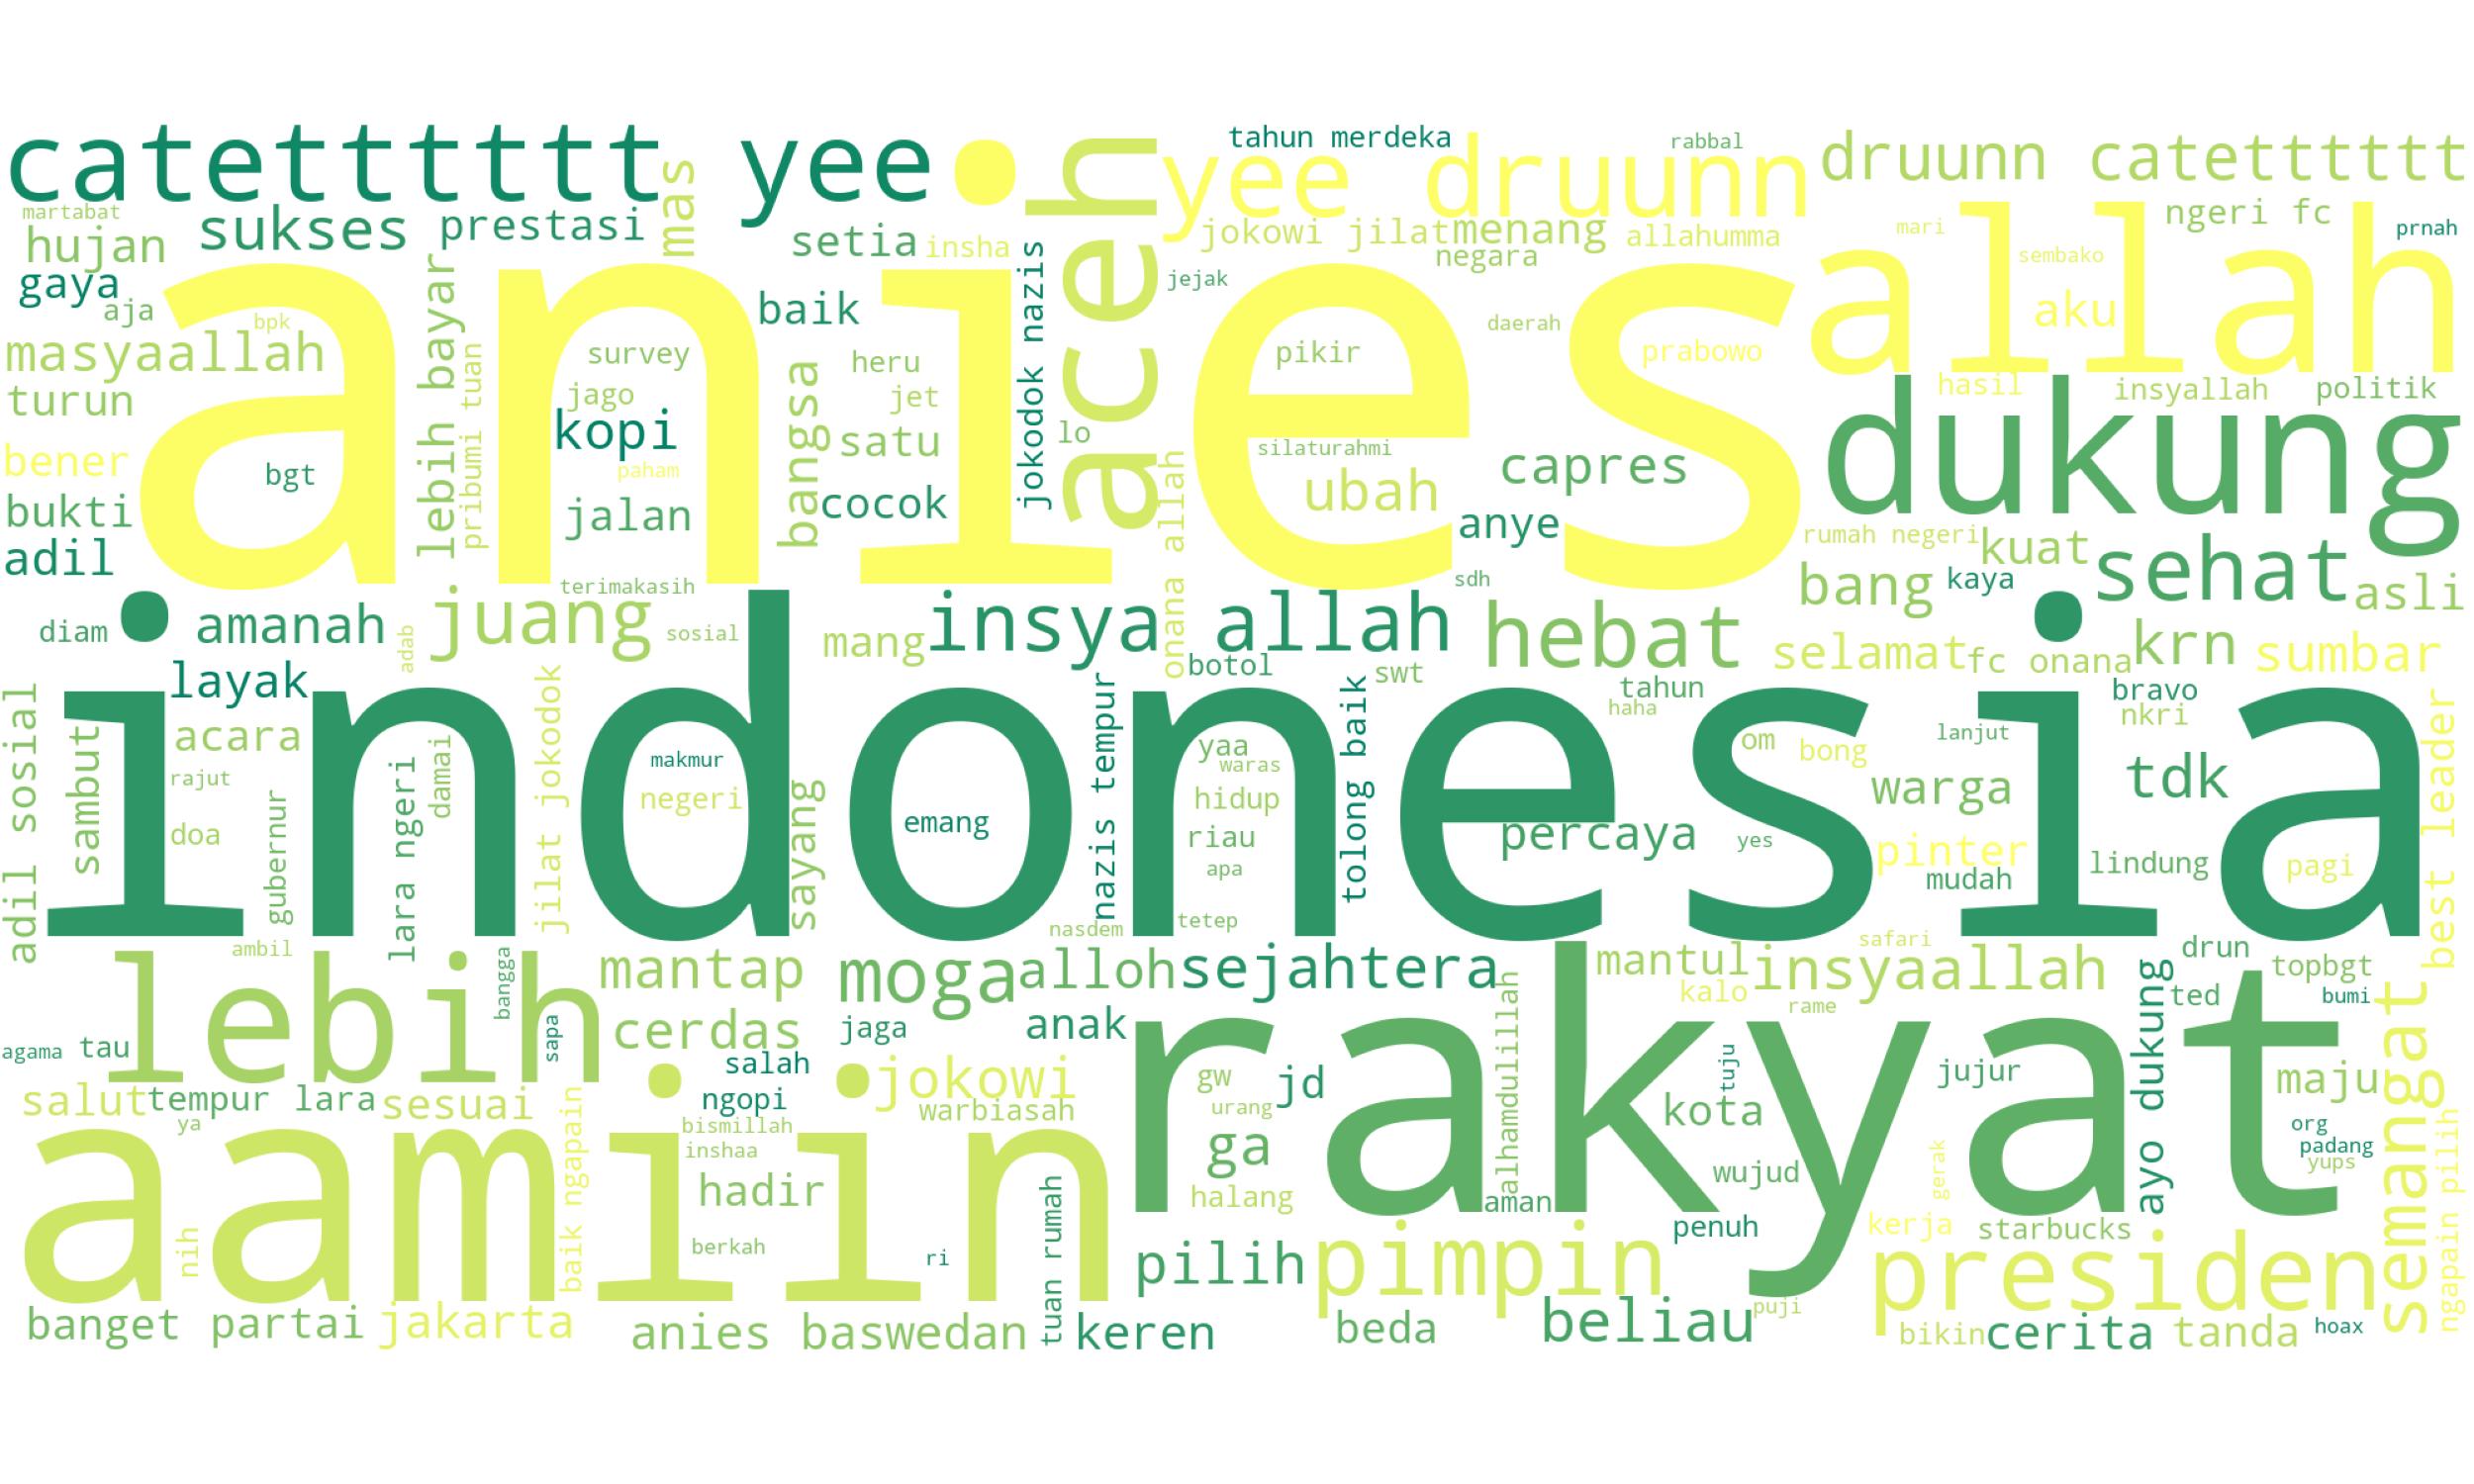 catettttttt yee
tahun merdeka
rabbal
yee druunn
druunn catettttttt
martabat
sukses
prestasi
mas
hujan
setia
insha
aceh
jokowi jilat
menang
allahumma
mari
ngeri fc
prnah
gaya
aja
bpk
anies
allah
negara
sembako
jejak
baik
aku
masyaallah
lebih bayar
pribumi tuan
survey
heru
jokodok nazis
pikir
daerah
prabowo
turun
jago
jet
hasil
insyallah
politik
bener
bgt
kopi
paham
bangsa
satu
lo
silaturahmi
capres
dukung
bukti
jalan
cocok
onana allah
ubah
anye
adil
rumah negeri
kuat
sehat
terimakasih
sdh
bang
kaya
asli
diam
amanah
adab
juang
sosial
mang
insya allah
hebat
selamat
fc onana
krn
sumbar
layak
botol
swt
tahun
bravo
indonesia
haha
nkri
adil sosial
sambut
acara
lara ngeri
damai
jilat jokodok
makmur
sayang
nazis tempur
yaa
waras
tolong baik
om
bong
lanjut
best leader
rajut
negeri
hidup
warga
tdk
doa
gubernur
emang
riau
percaya
yes
pinter
lindung
pagi
apa
mudah
nasdem
tetep
ambil
lebih
bangga
mantap
moga
alloh
sejahtera
mantul
safari
insyaallah
drun
topbgt
kalo
rame
ted
bumi
sapa
cerdas
jaga
anak
rakyat
ayo dukung
semangat
agama
tau
salah
alhamdulillah
tuju
jujur
maju
salut
tempur lara
sesuai
ngopi
jokowi
warbiasah
gw
jd
urang
kota
org
ya
baik ngapain
bismillah
inshaa
ga
padang
yups
aamiin
hadir
halang
aman
wujud
gerak
ngapain pilih
nih
berkah
ri
tuan rumah
pilih
pimpin
penuh
kerja
starbucks
presiden
banget
partai
jakarta
anies baswedan
keren
beda
beliau
puji
bikin
cerita
tanda
hoax